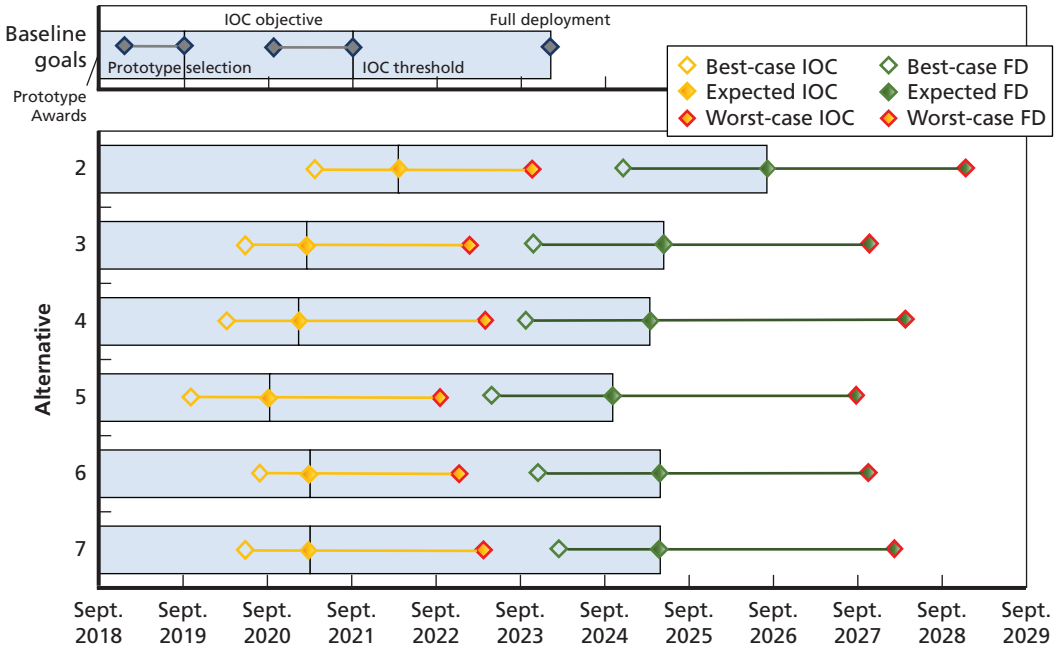 IOC objective
Full deployment
Baseline
goals
Prototype selection
IOC threshold
Prototype
Awards
Best-case IOC
Best-case FD
Expected IOC
Expected FD
Worst-case IOC
Worst-case FD
Alternative
2
3
4
5
6
7
Sept. 2018
Sept. 2019
Sept. 2020
Sept. 2021
Sept. 2022
Sept. 2023
Sept. 2024
Sept. 2025
Sept. 2027
Sept. 2028
Sept. 2029